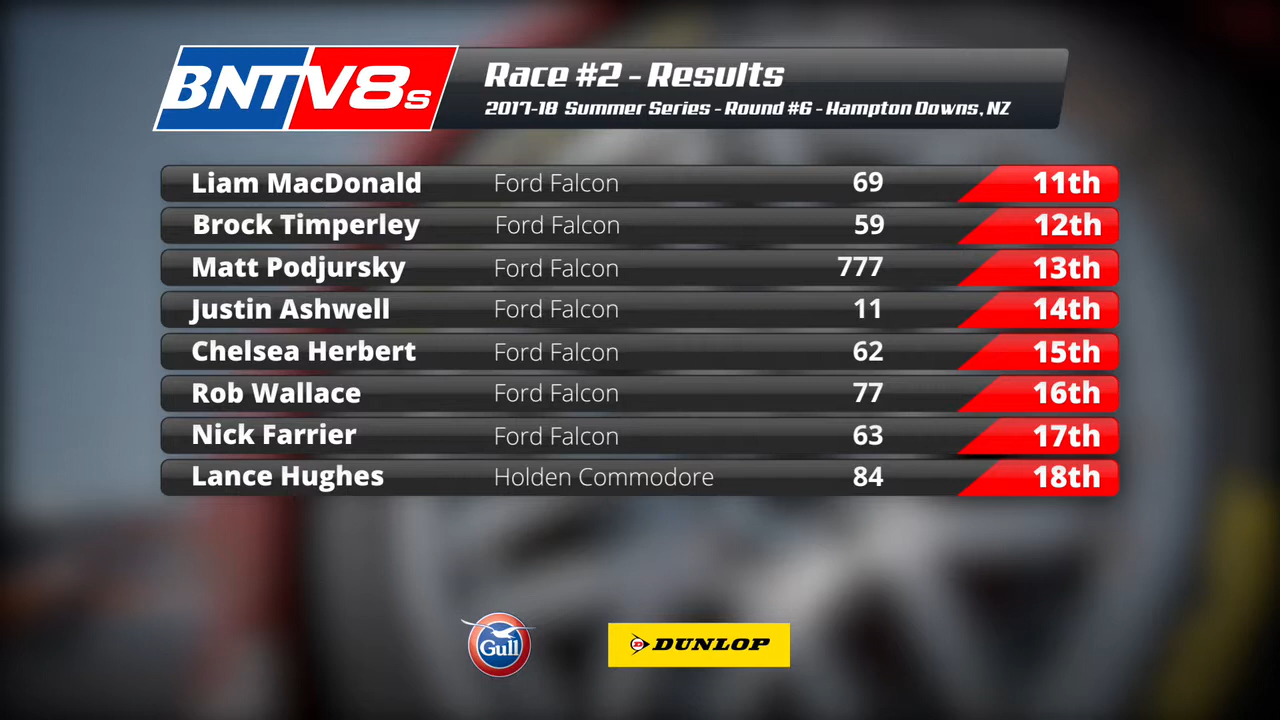 BNTV8s
Race #2 - Results
2017-18 Summer Series - Round #6 - Hampton Downs, NZ
Liam MacDonald Ford Falcon 69 11th
Brock Timperley Ford Falcon 59 12th
Matt Podjursky Ford Falcon 777 13th
Justin Ashwell Ford Falcon 11 14th
Chelsea Herbert Ford Falcon 62 15th
Rob Wallace Ford Falcon 77 16th
Nick Farrier Ford Falcon 63 17th
Lance Hughes Holden Commodore 84 18th
Gull DUNLOP